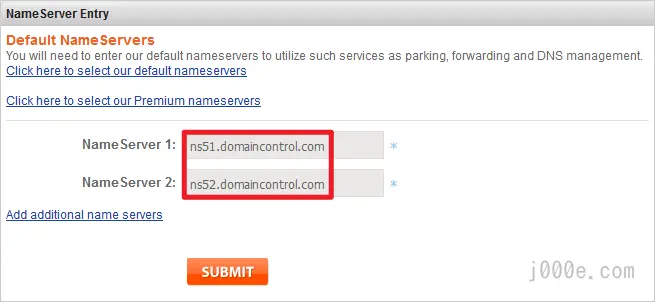 NameServer Entry
Default NameServers
You will need to enter our default nameservers to utilize such services as parking, forwarding and DNS management.
Click here to select our default nameservers
Click here to select our Premium nameservers
NameServer 1: ns51.domaincontrol.com *
NameServer 2: ns52.domaincontrol.com *
Add additional name servers
SUBMIT
j000e.com